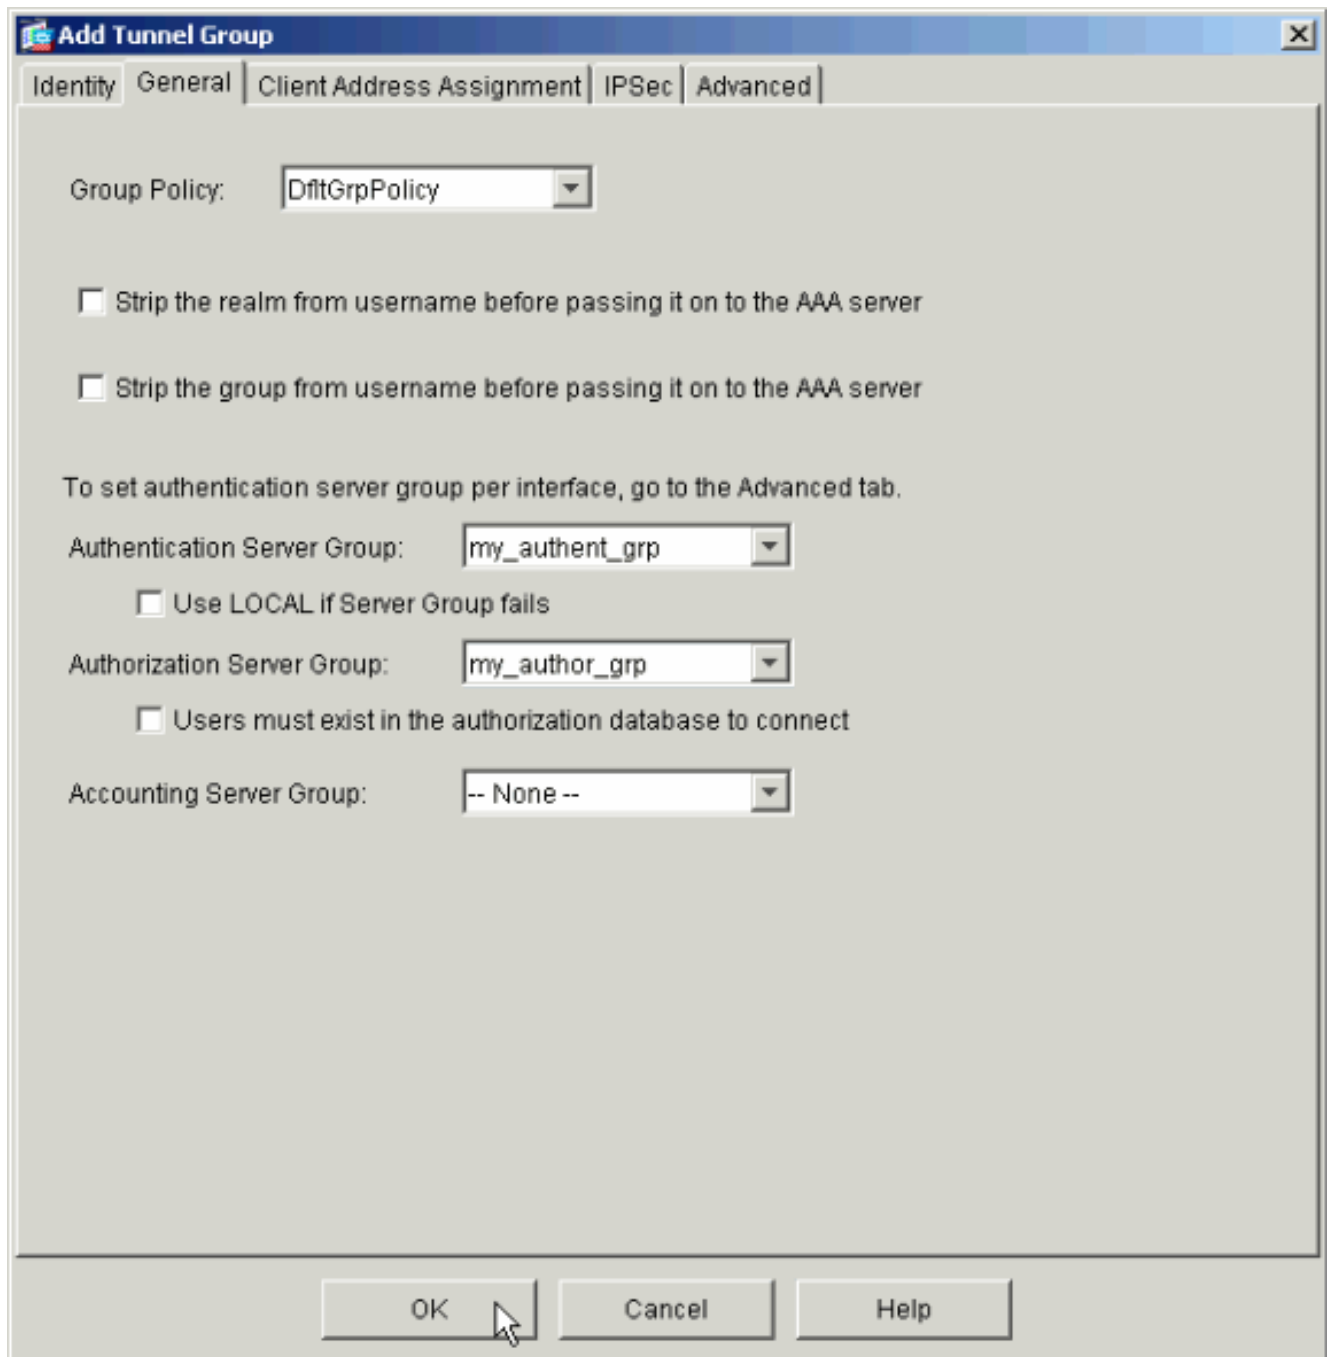 Add Tunnel Group
Identity General Client Address Assignment IPSec Advanced
Group Policy: DfltGrpPolicy
Strip the realm from username before passing it on to the AAA server
Strip the group from username before passing it on to the AAA server
To set authentication server group per interface, go to the Advanced tab.
Authentication Server Group: my_authent_grp
Use LOCAL if Server Group fails
Authorization Server Group: my_author_grp
Users must exist in the authorization database to connect
Accounting Server Group: -- None --
OK Cancel Help